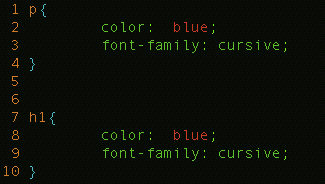 1 p{
2         color:  blue;
3         font-family: cursive;
4 }
5
6
7 h1{
8         color:  blue;
9         font-family: cursive;
10 }